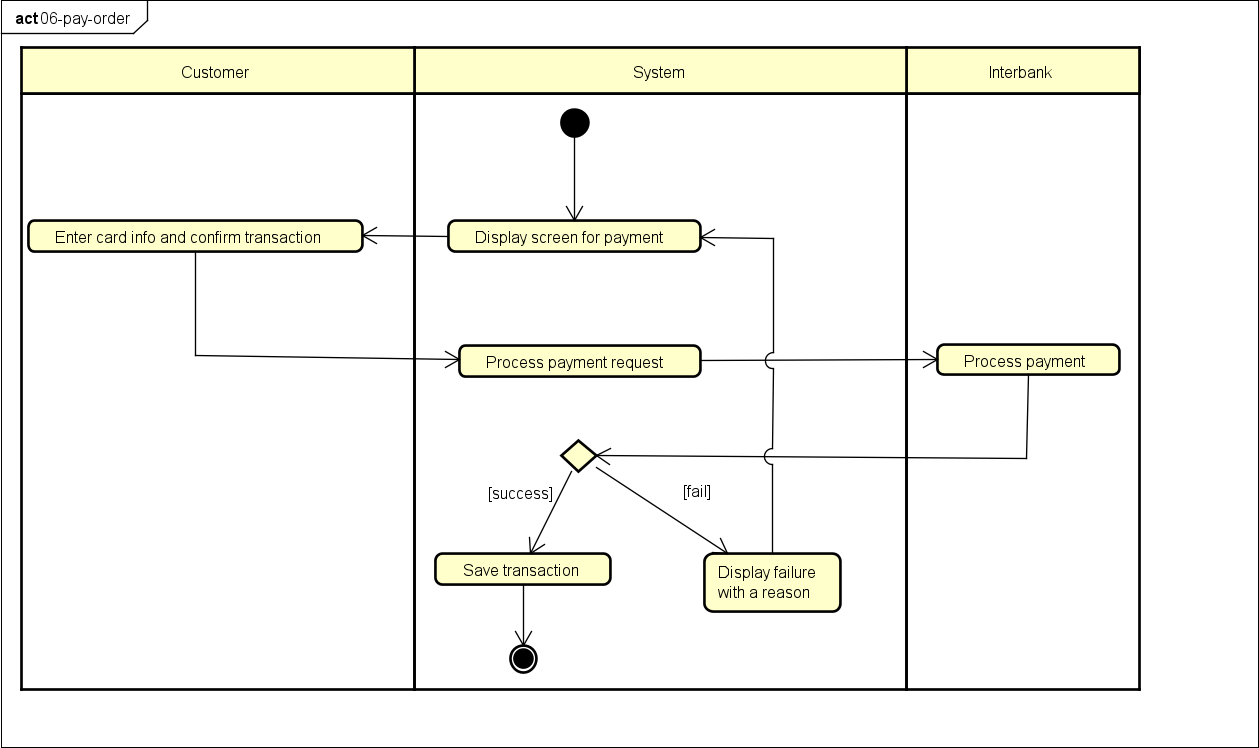 act 06-pay-order
Customer
System
Interbank
Enter card info and confirm transaction
Display screen for payment
Process payment request
Process payment
[success]
[fail]
Save transaction
Display failure
with a reason